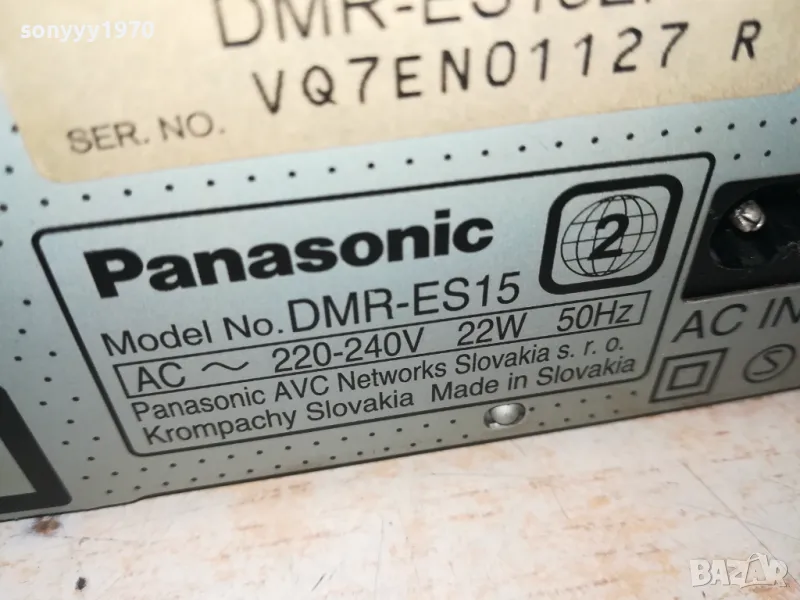 sonyyy1970
VQ7EN01127 R
SER. NO.
Panasonic
2
Model No. DMR-ES15
AC ~ 220-240V 22W 50Hz
Panasonic AVC Networks Slovakia s. r. o.
Krompachy Slovakia Made in Slovakia
AC IN
S
BAZAR